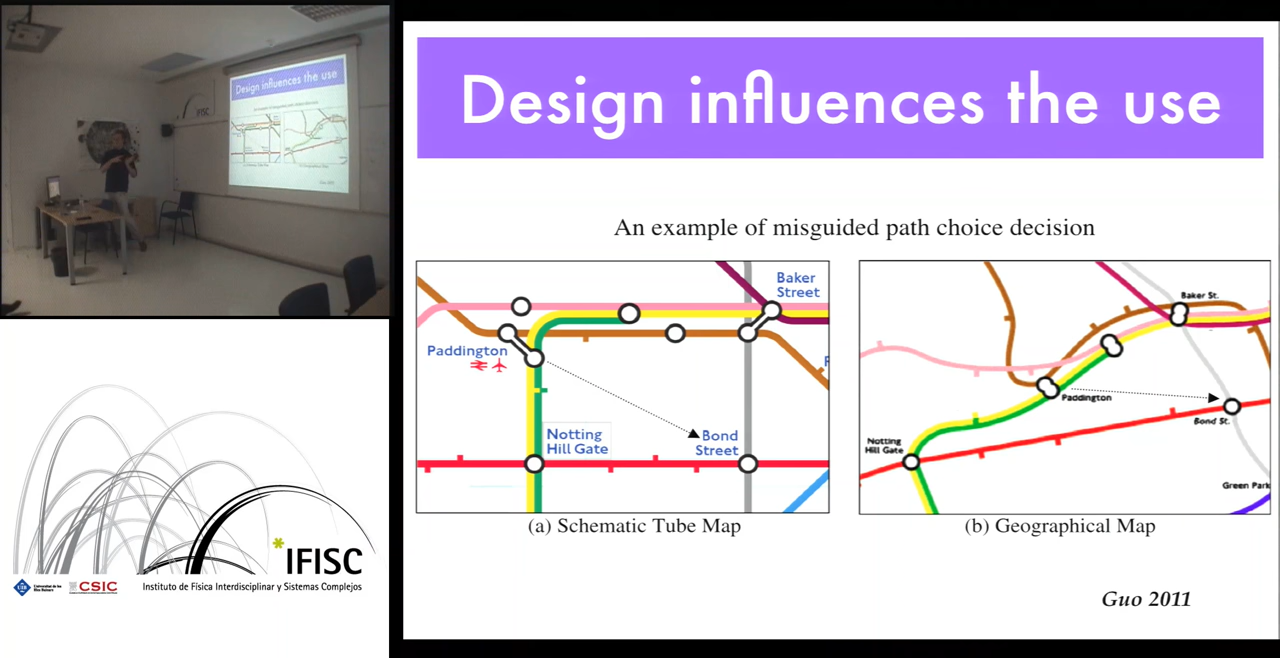 Design influences the use
An example of misguided path choice decision
Baker
Street
Paddington
Notting
Hill Gate
Bond
Street
(a) Schematic Tube Map
Baker St.
Paddington
Notting
Hill Gate
Bond St.
Green Park
(b) Geographical Map
Guo 2011
Design influences the use
IFISC
*IFISC
CSIC
Instituto de Física Interdisciplinar y Sistemas Complejos